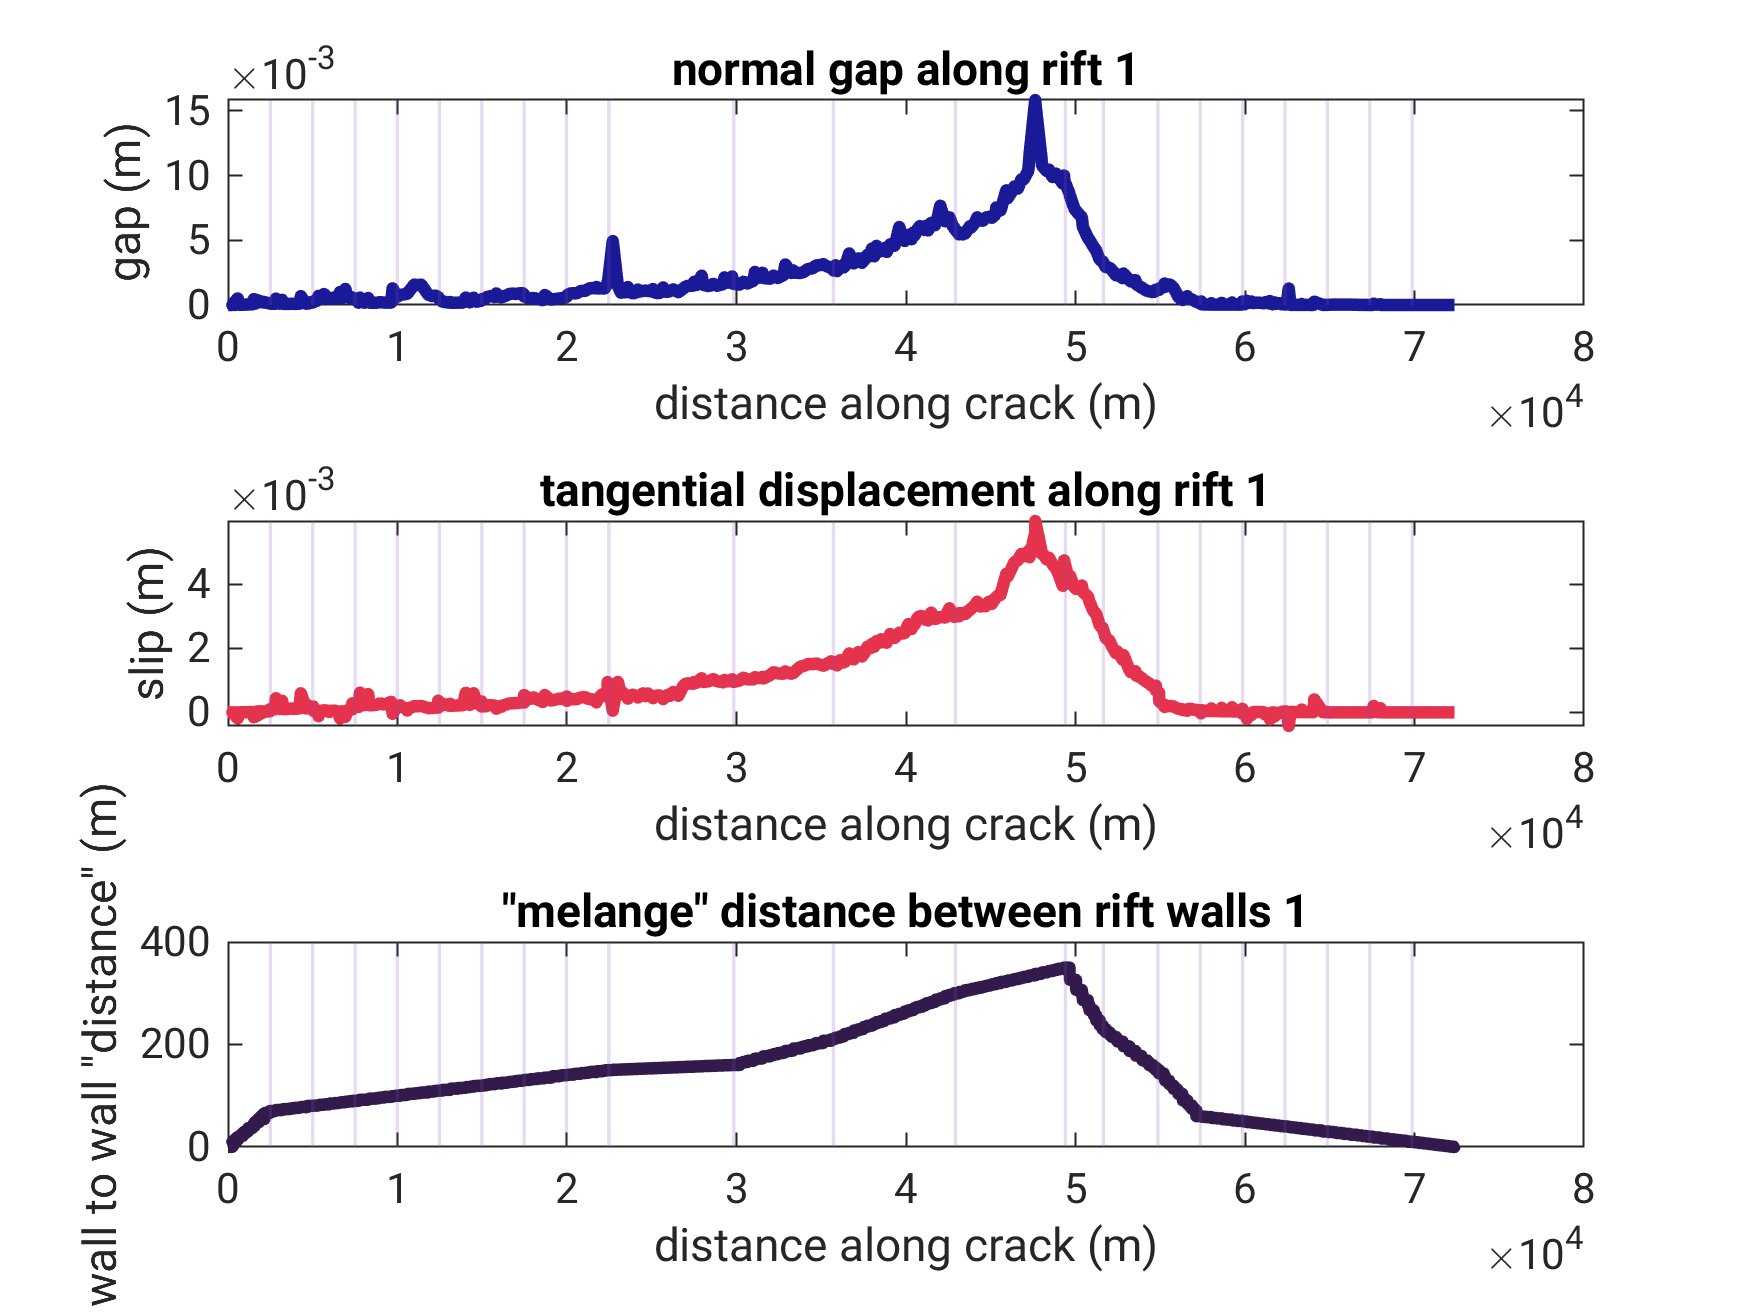 ×10-3
normal gap along rift 1
gap (m)
15
10
5
0
0 1 2 3 4 5 6 7 8
distance along crack (m)
×104
×10-3
tangential displacement along rift 1
slip (m)
4
2
0
0 1 2 3 4 5 6 7 8
distance along crack (m)
×104
"melange" distance between rift walls 1
wall to wall "distance" (m)
400
200
0
0 1 2 3 4 5 6 7 8
distance along crack (m)
×104